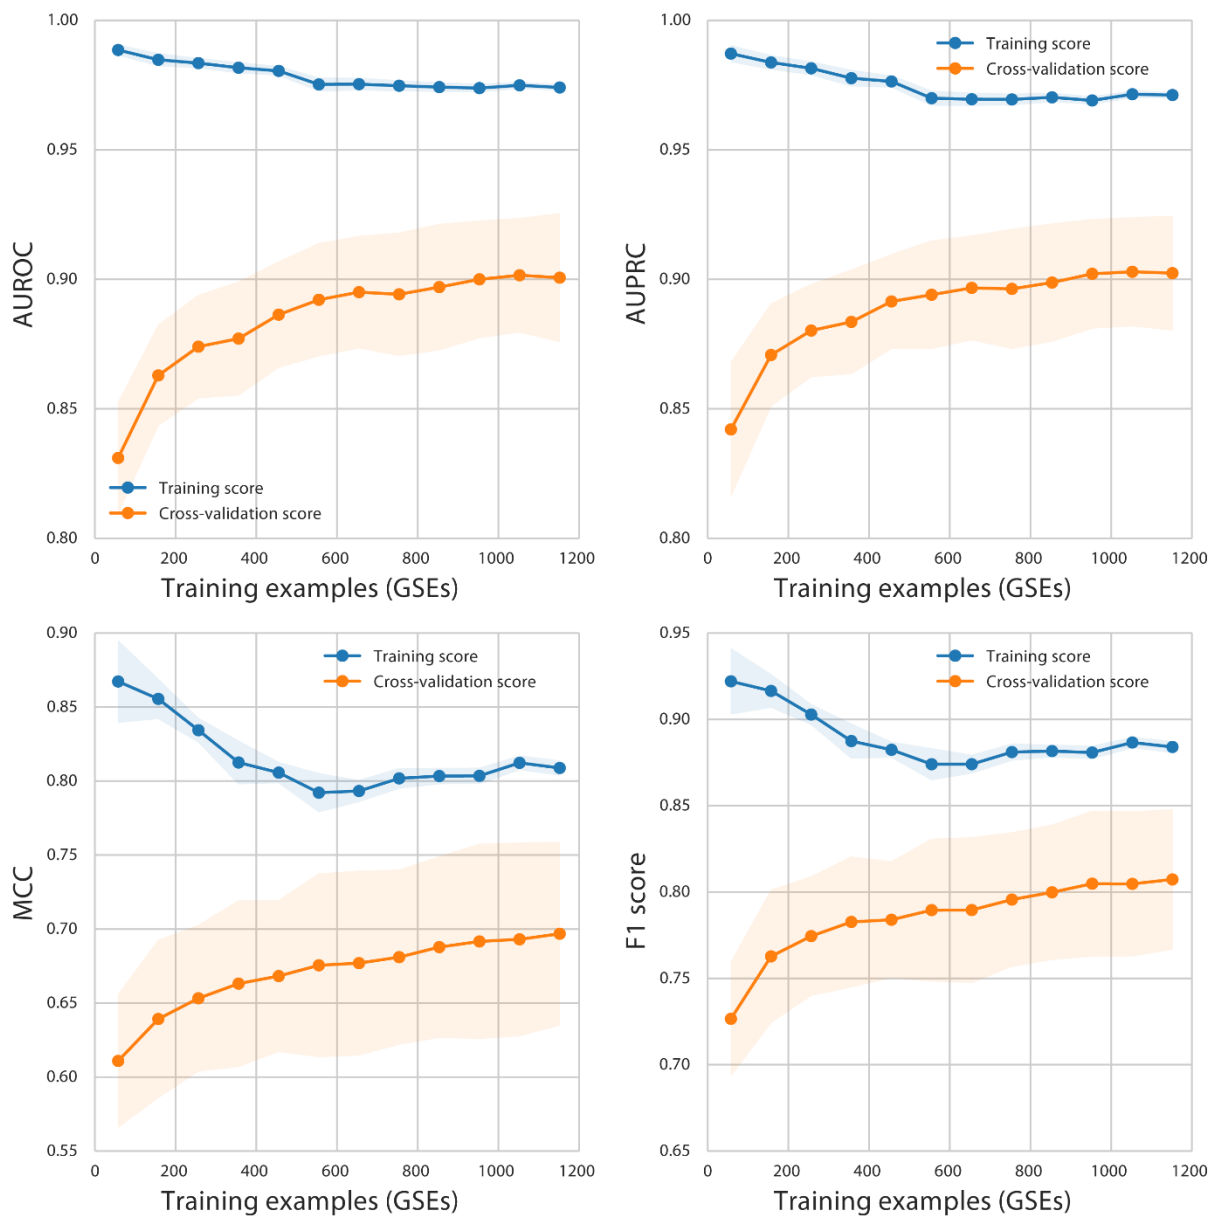 1.00
0.95
0.90
0.85
0.80
AUROC
Training score
Cross-validation score
0 200 400 600 800 1000 1200
Training examples (GSEs)
1.00
0.95
0.90
0.85
0.80
AUPRC
Training score
Cross-validation score
0 200 400 600 800 1000 1200
Training examples (GSEs)
0.90
0.85
0.80
0.75
0.70
0.65
0.60
0.55
MCC
Training score
Cross-validation score
0 200 400 600 800 1000 1200
Training examples (GSEs)
0.95
0.90
0.85
0.80
0.75
0.70
0.65
F1 score
Training score
Cross-validation score
0 200 400 600 800 1000 1200
Training examples (GSEs)